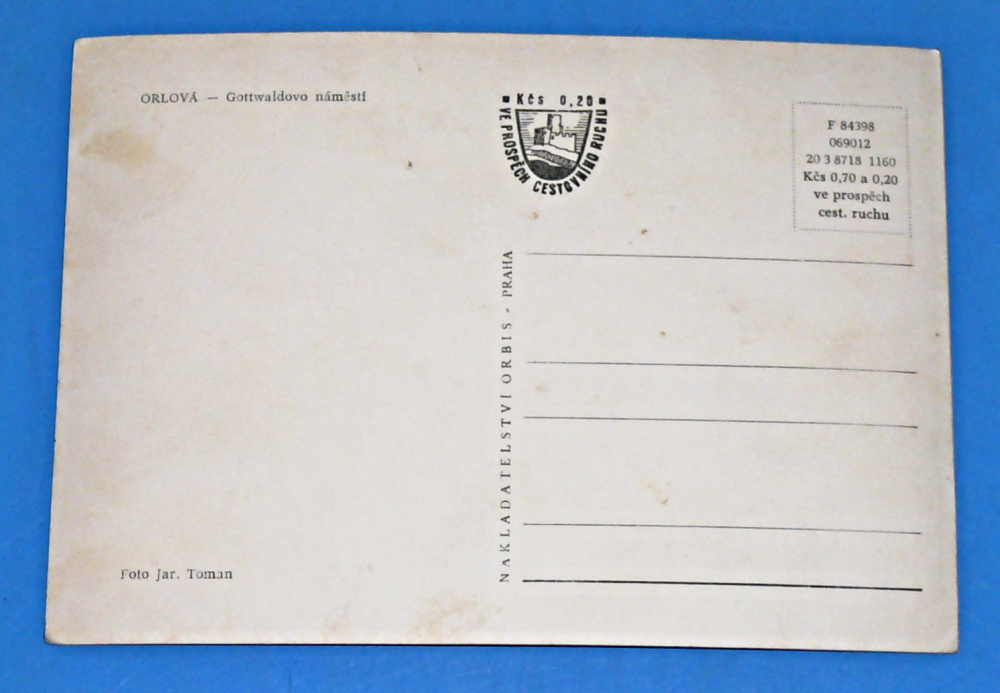 ORLOVÁ — Gottwaldovo náměstí
Kčs 0,20
VE PROSPĚCH CESTOVNÍHO RUCHU
F 84398
069012
20 3 8718 1160
Kčs 0,70 a 0,20
ve prospěch
cest. ruchu
NAKLADATELSTVÍ ORBIS - PRAHA
Foto Jar. Toman